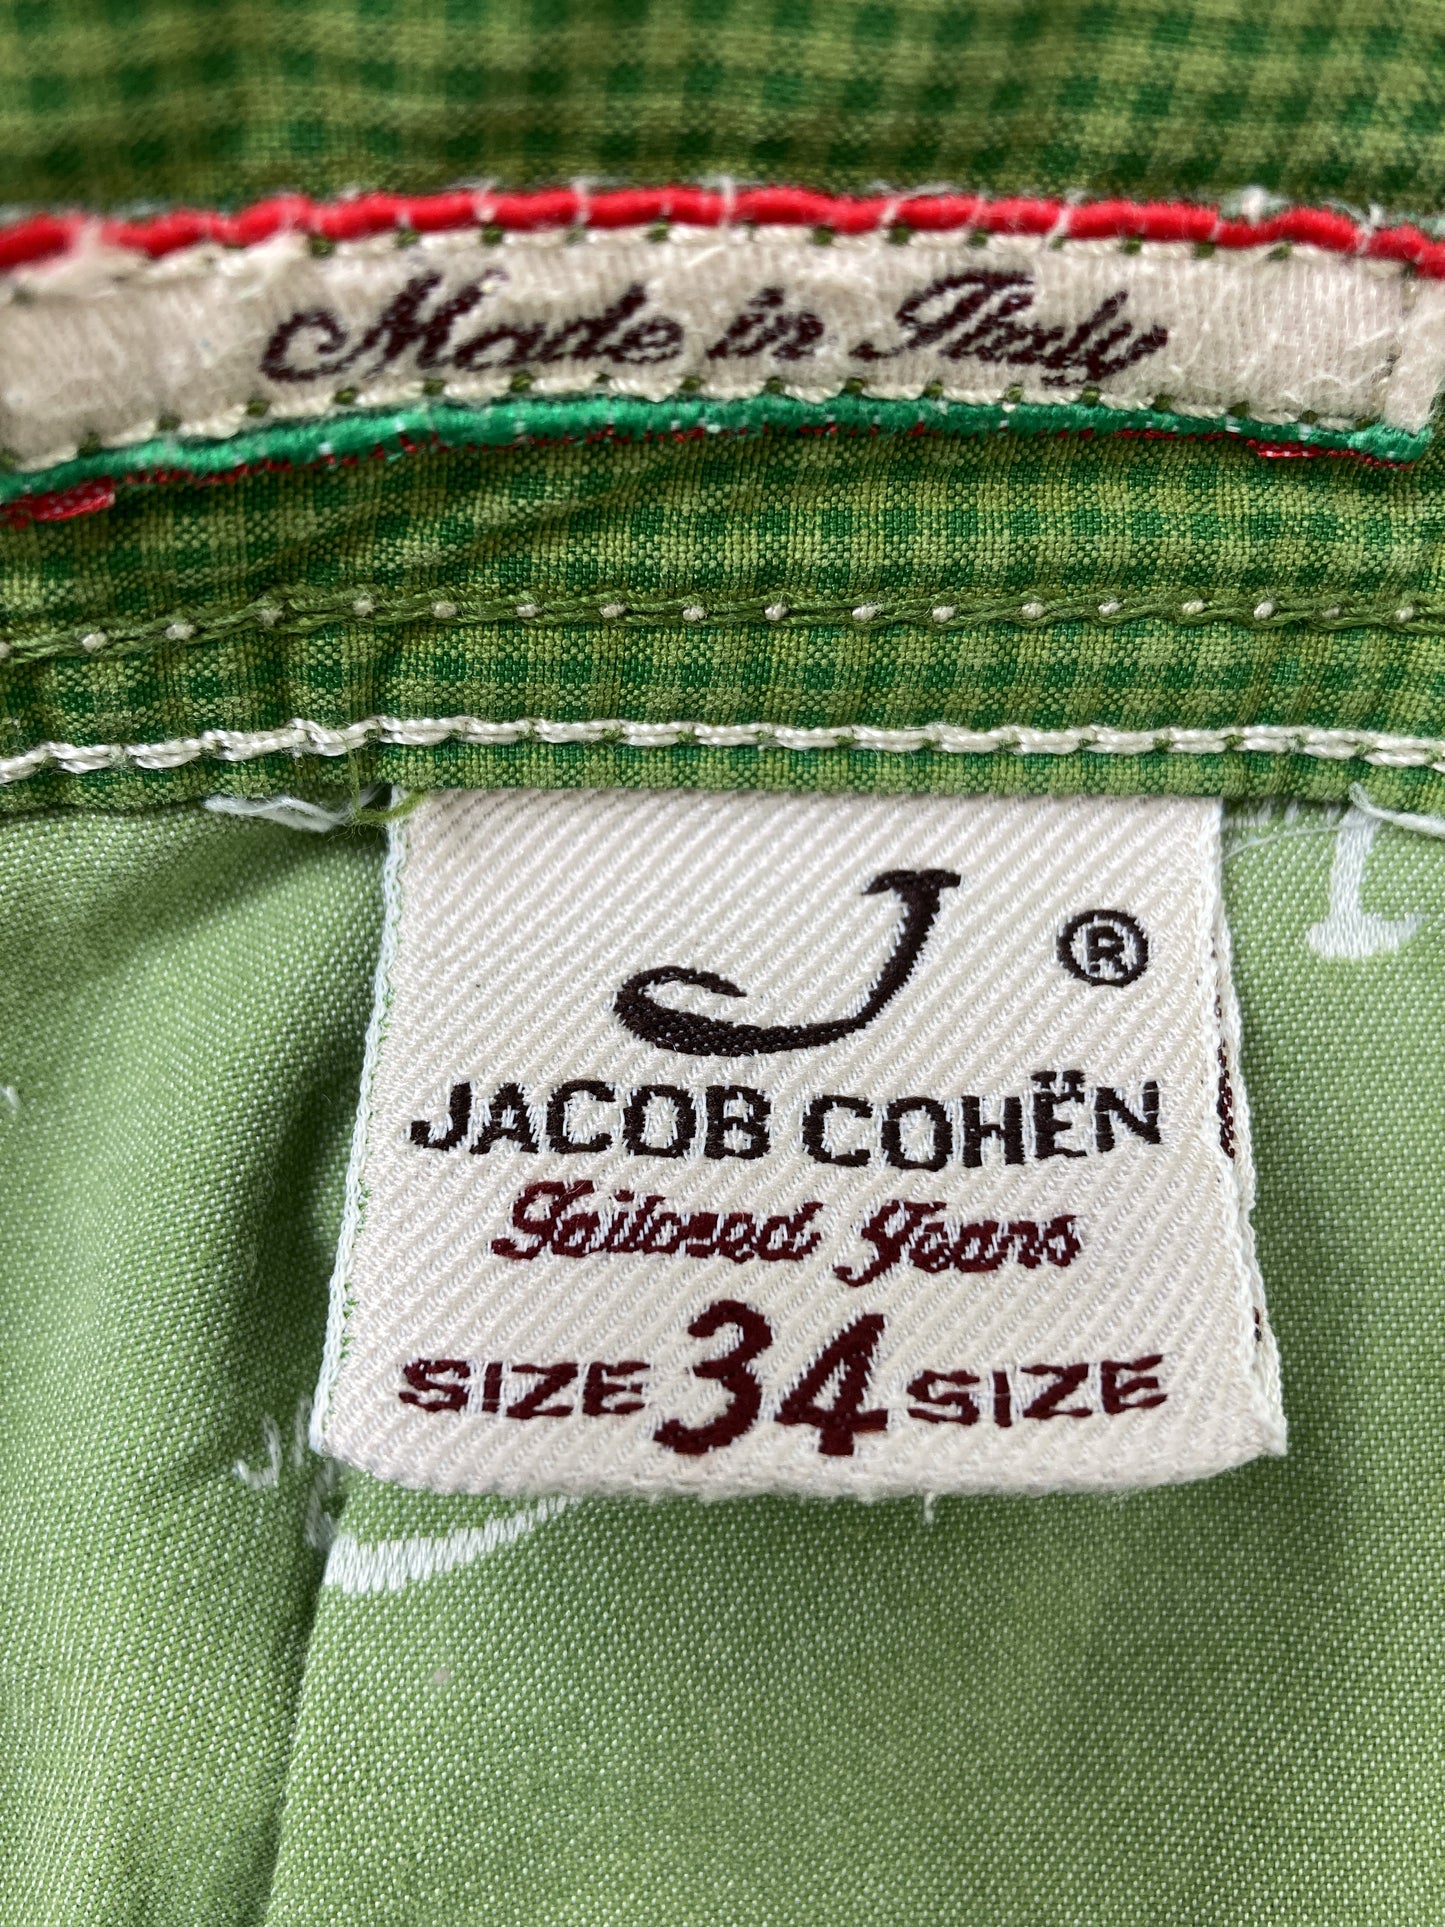 Made in Italy
J ®
JACOB COHËN
Tailored Jeans
SIZE 34 SIZE